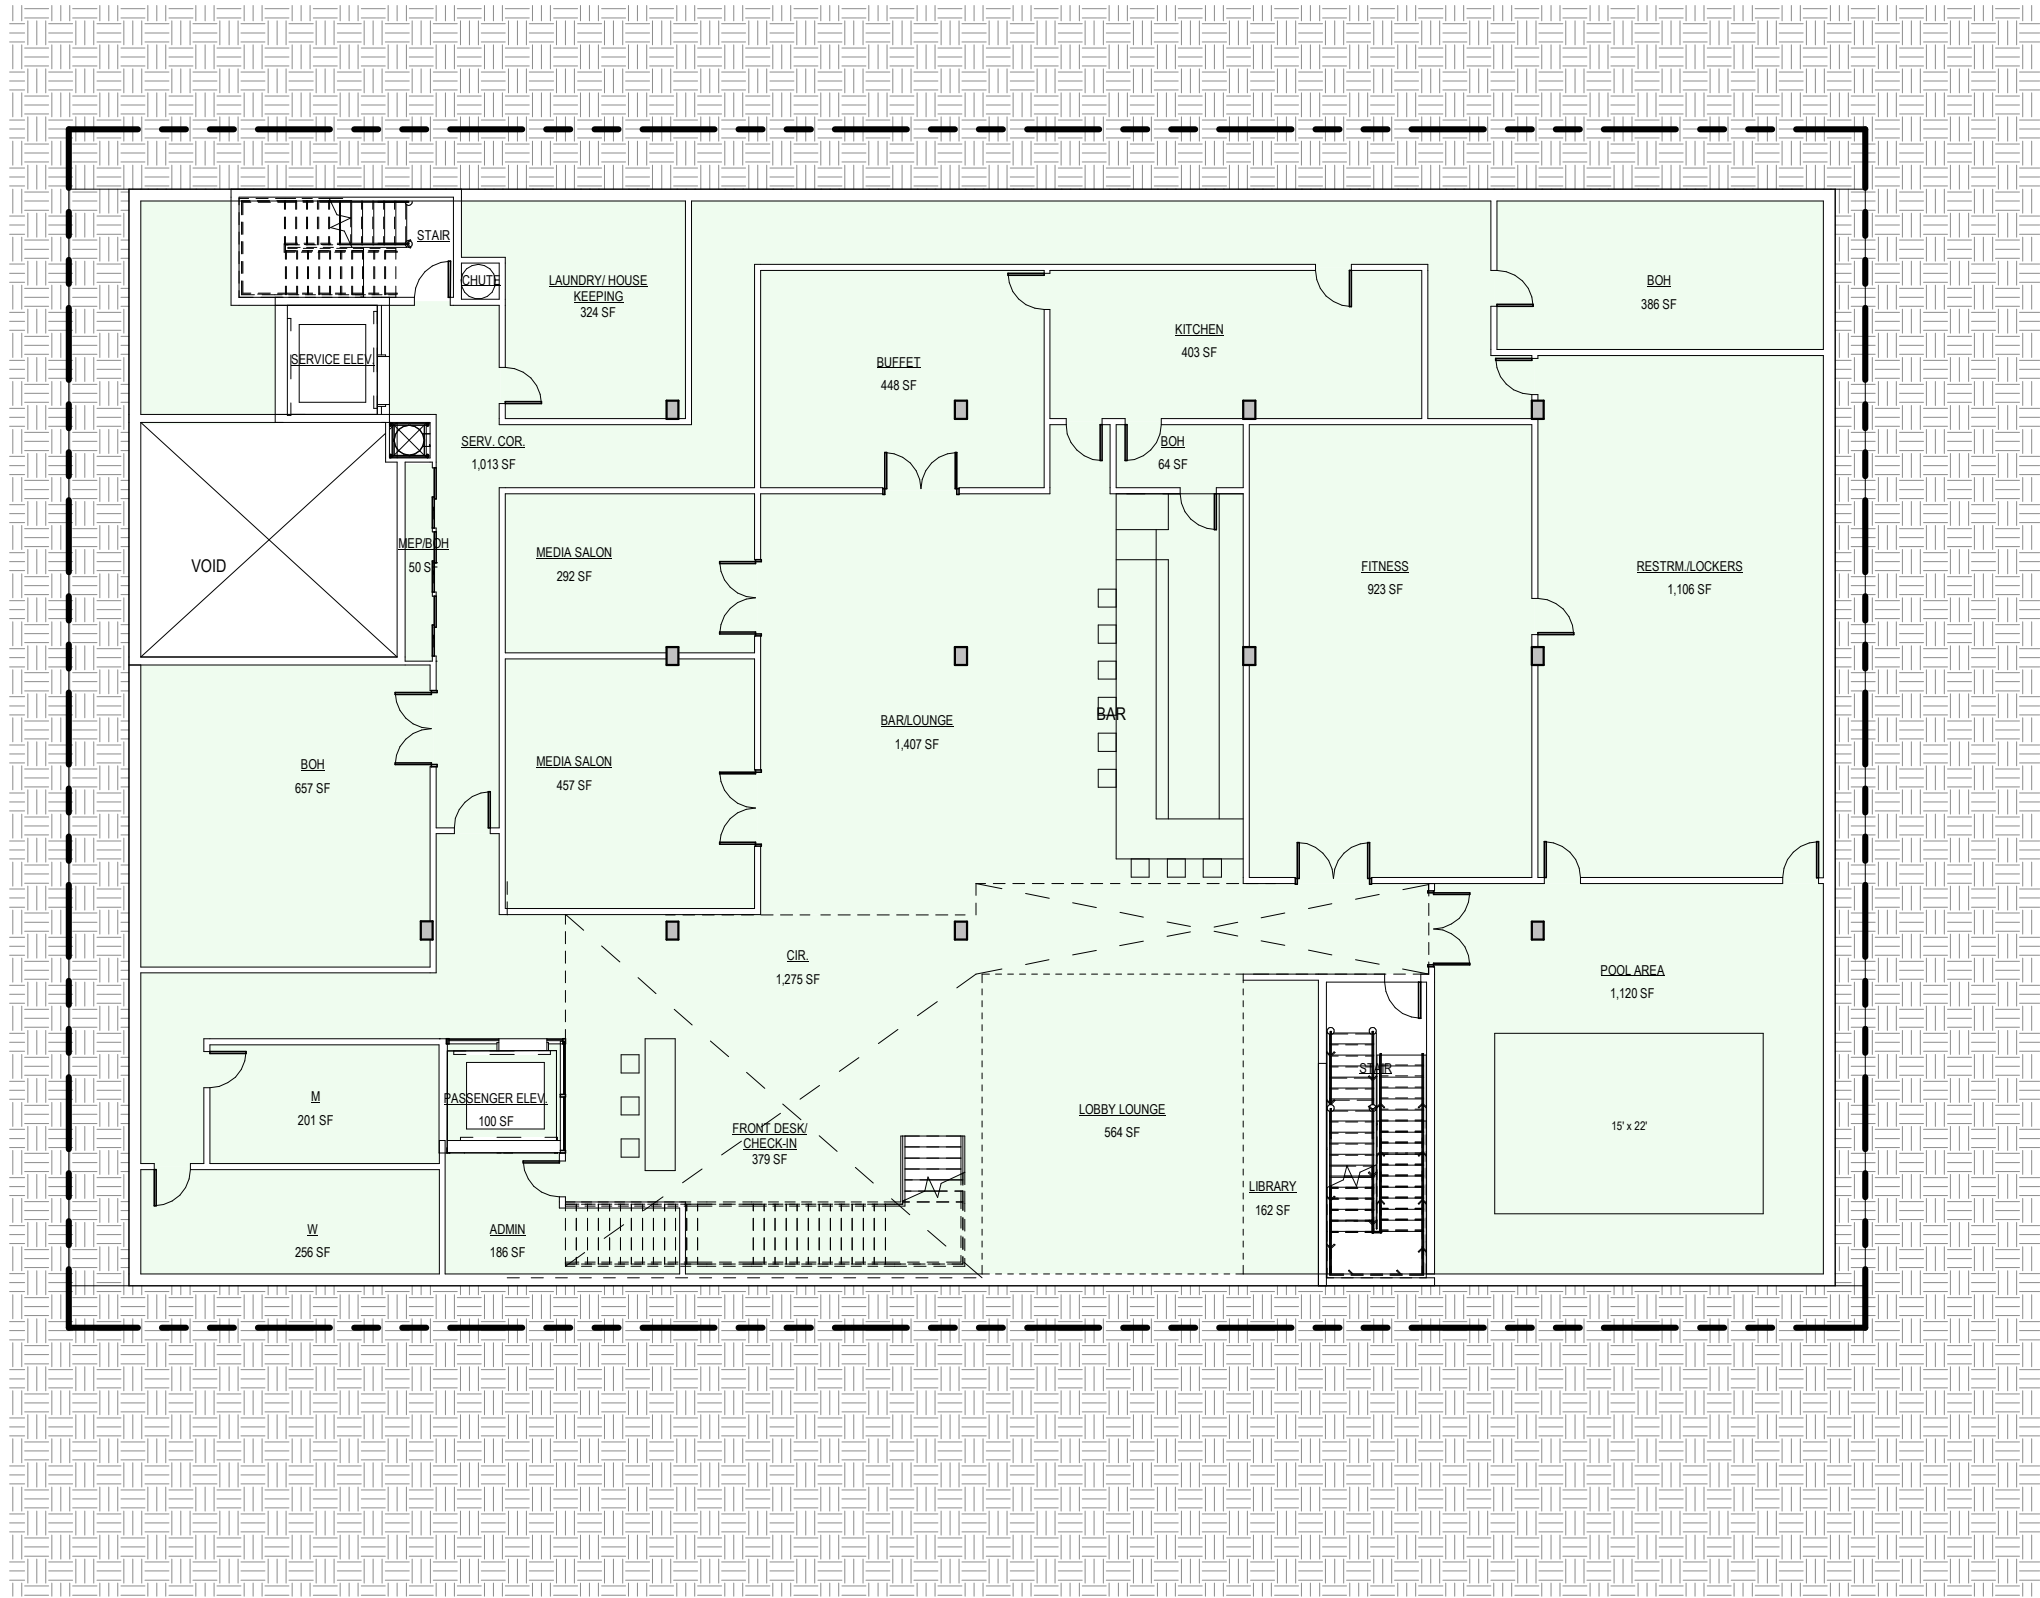 STAIR
CHUTE
LAUNDRY/ HOUSE
KEEPING
324 SF
BOH
386 SF
SERVICE ELEV.
KITCHEN
403 SF
BUFFET
448 SF
SERV. COR.
1,013 SF
BOH
64 SF
MEP/BOH
50 SF
VOID
MEDIA SALON
292 SF
FITNESS
923 SF
RESTRM./LOCKERS
1,106 SF
BAR/LOUNGE
1,407 SF
BAR
BOH
657 SF
MEDIA SALON
457 SF
CIR.
1,275 SF
POOL AREA
1,120 SF
STAIR
M
201 SF
PASSENGER ELEV.
100 SF
FRONT DESK/
CHECK-IN
379 SF
LOBBY LOUNGE
564 SF
15' x 22'
LIBRARY
162 SF
W
256 SF
ADMIN
186 SF